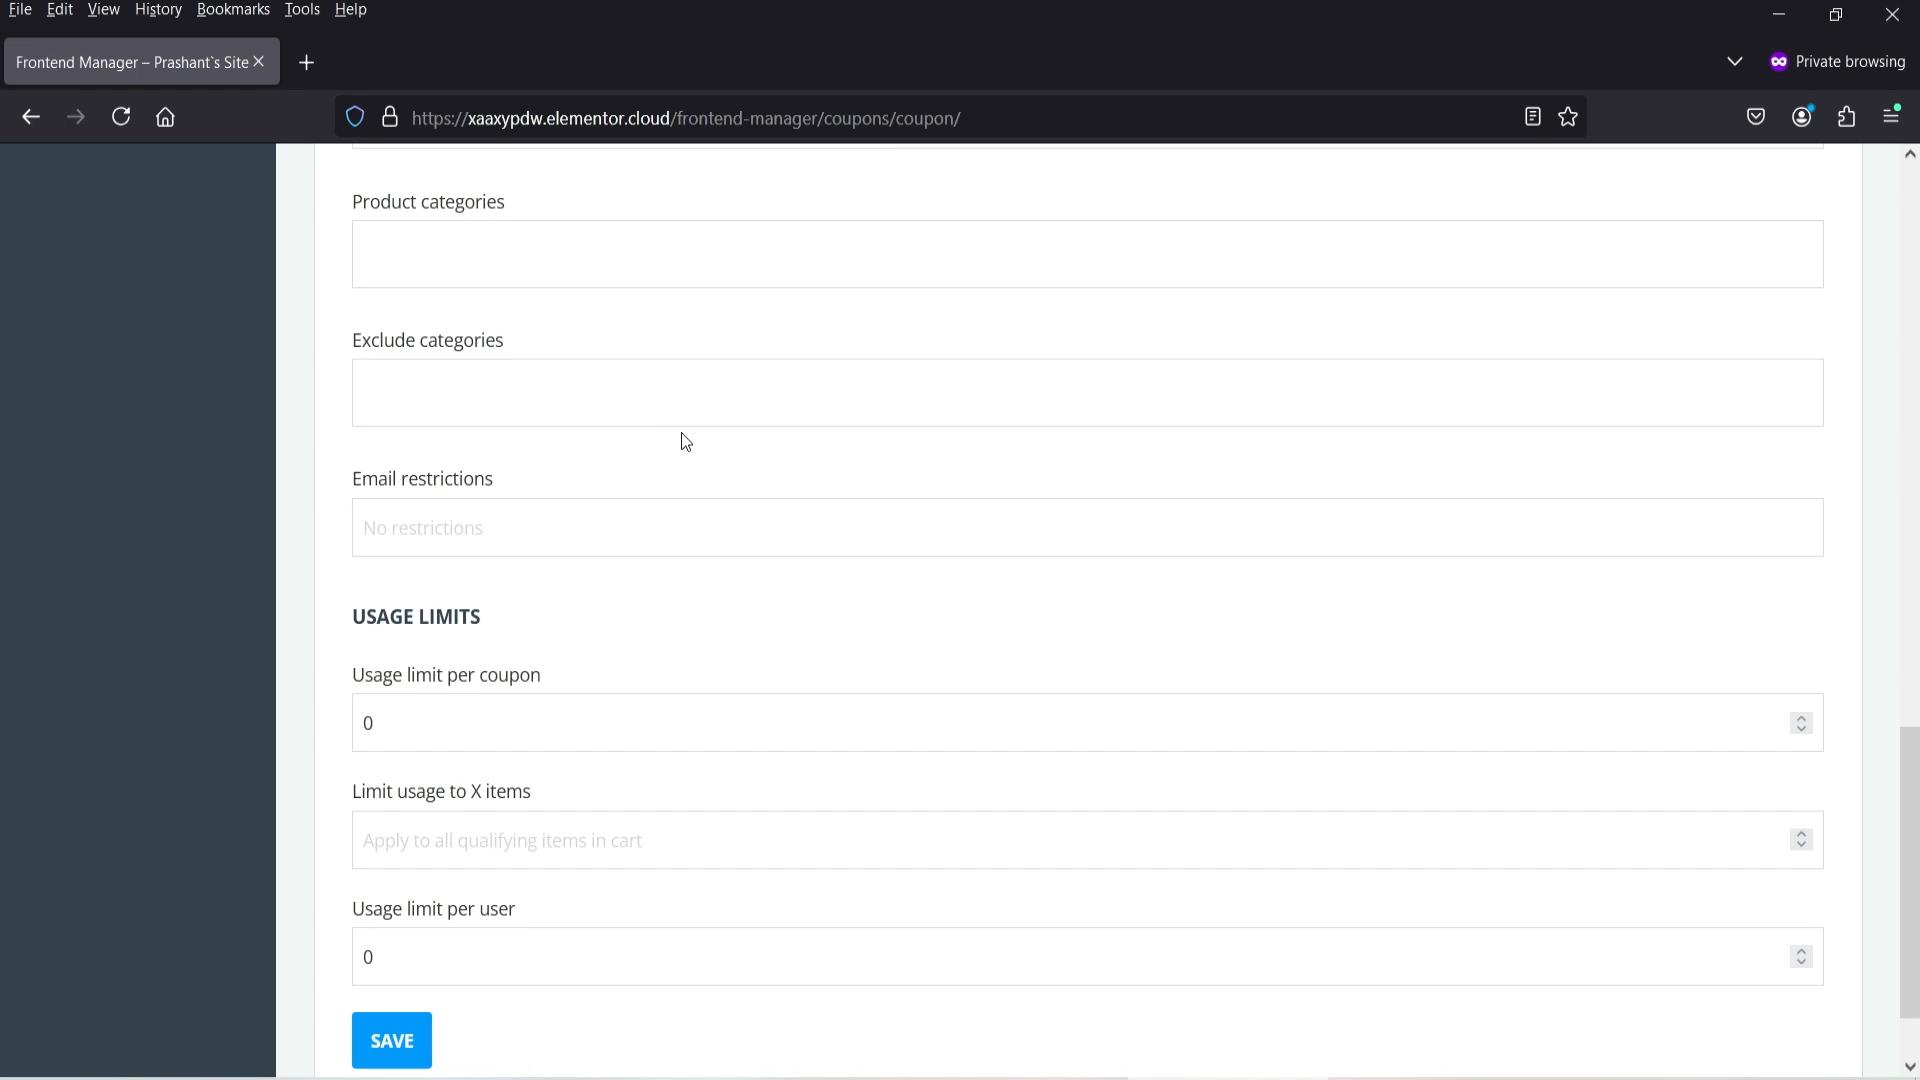 File Edit View History Bookmarks Tools Help
Frontend Manager – Prashant`s Site
Private browsing
https://xaaxypdw.elementor.cloud/frontend-manager/coupons/coupon/
Product categories
Exclude categories
Email restrictions
No restrictions
USAGE LIMITS
Usage limit per coupon
0
Limit usage to X items
Apply to all qualifying items in cart
Usage limit per user
0
SAVE